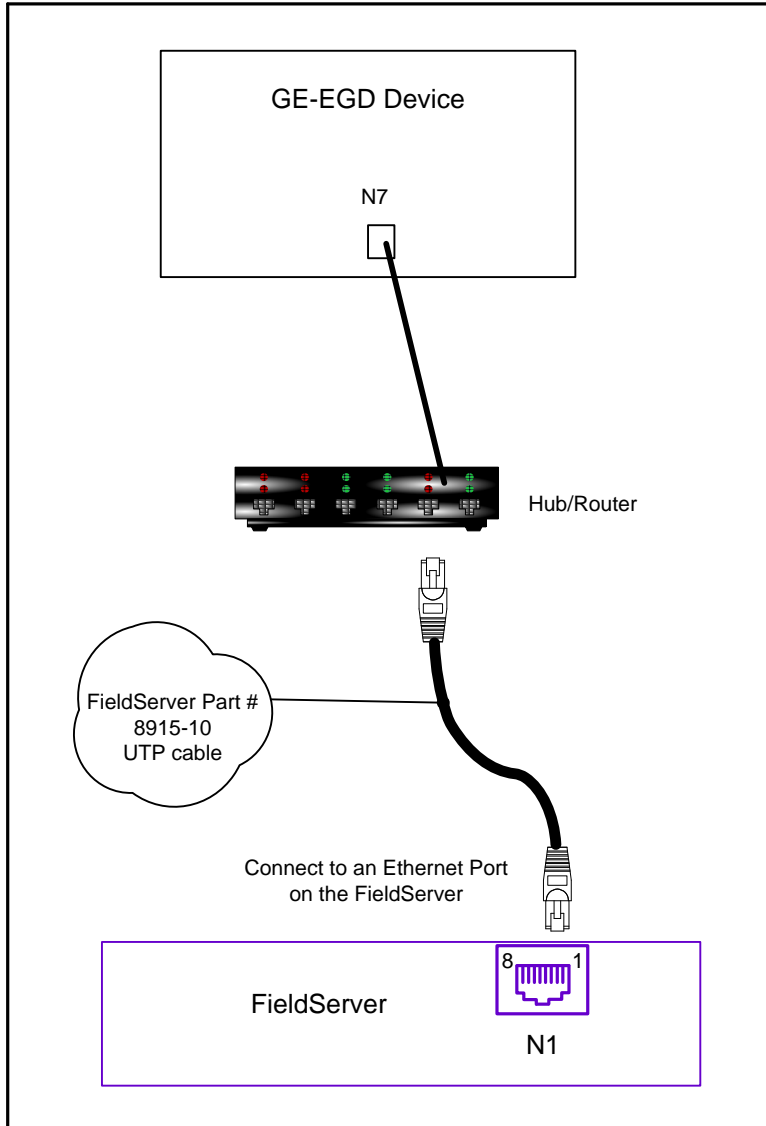 GE-EGD Device
N7
Hub/Router
FieldServer Part #
8915-10
UTP cable
Connect to an Ethernet Port
on the FieldServer
8 1
FieldServer
N1